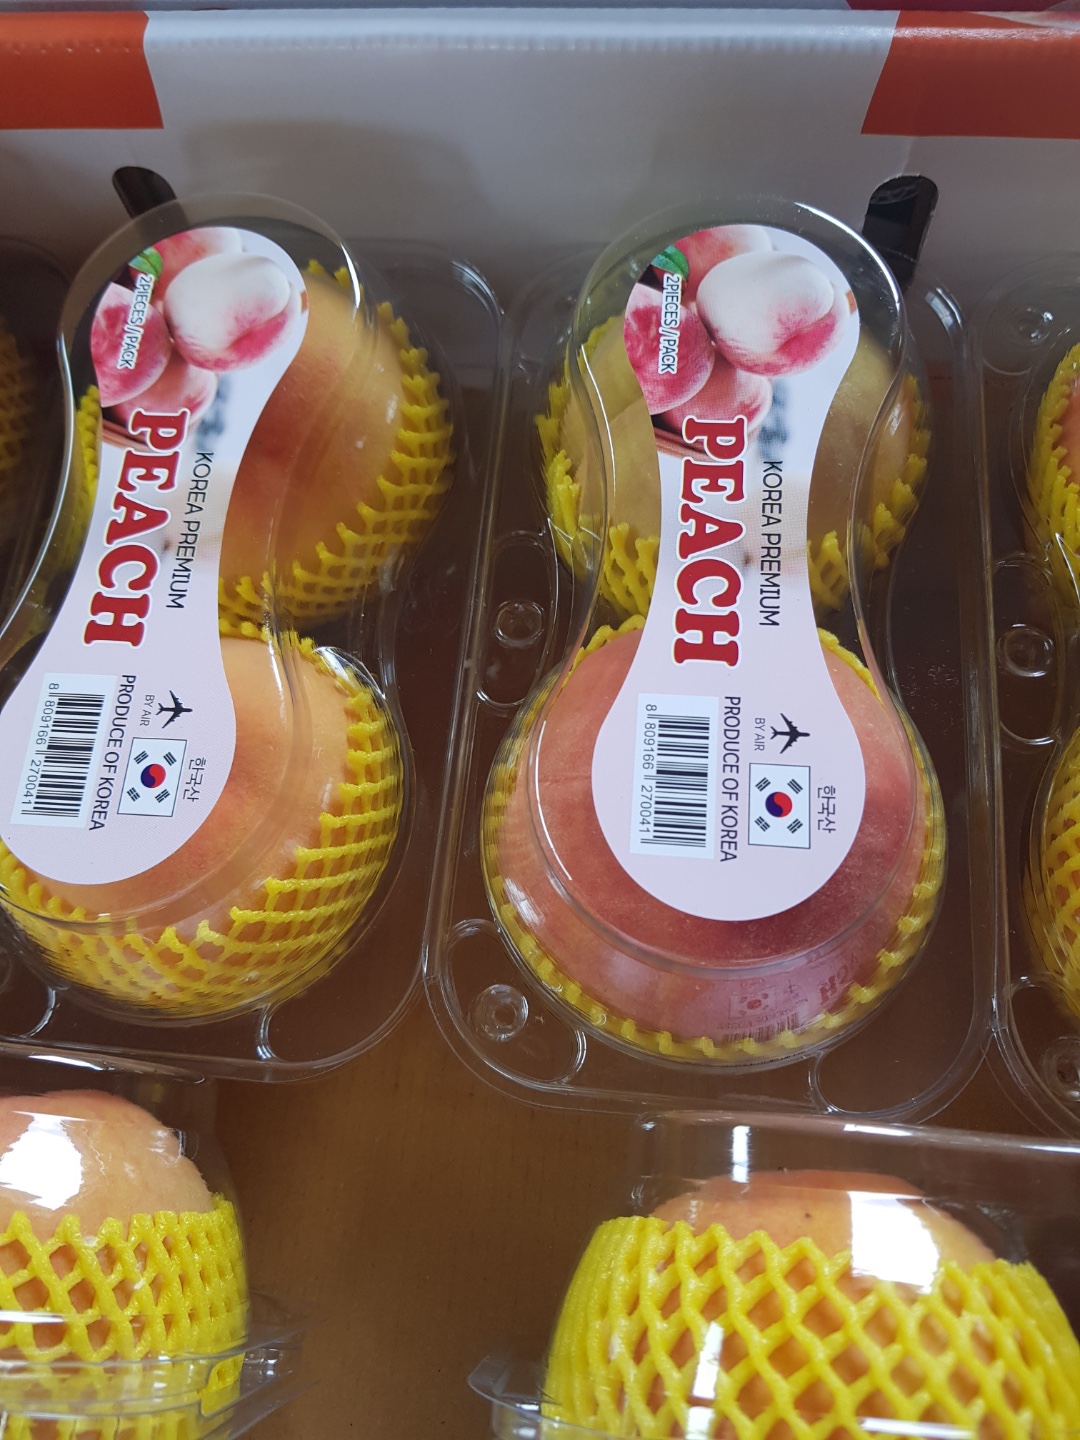 2PIECES/PACK
KOREA PREMIUM
PEACH
BY AIR
한국산
PRODUCE OF KOREA
8 809166 270041
2PIECES/PACK
KOREA PREMIUM
PEACH
BY AIR
한국산
PRODUCE OF KOREA
8 809166 270041